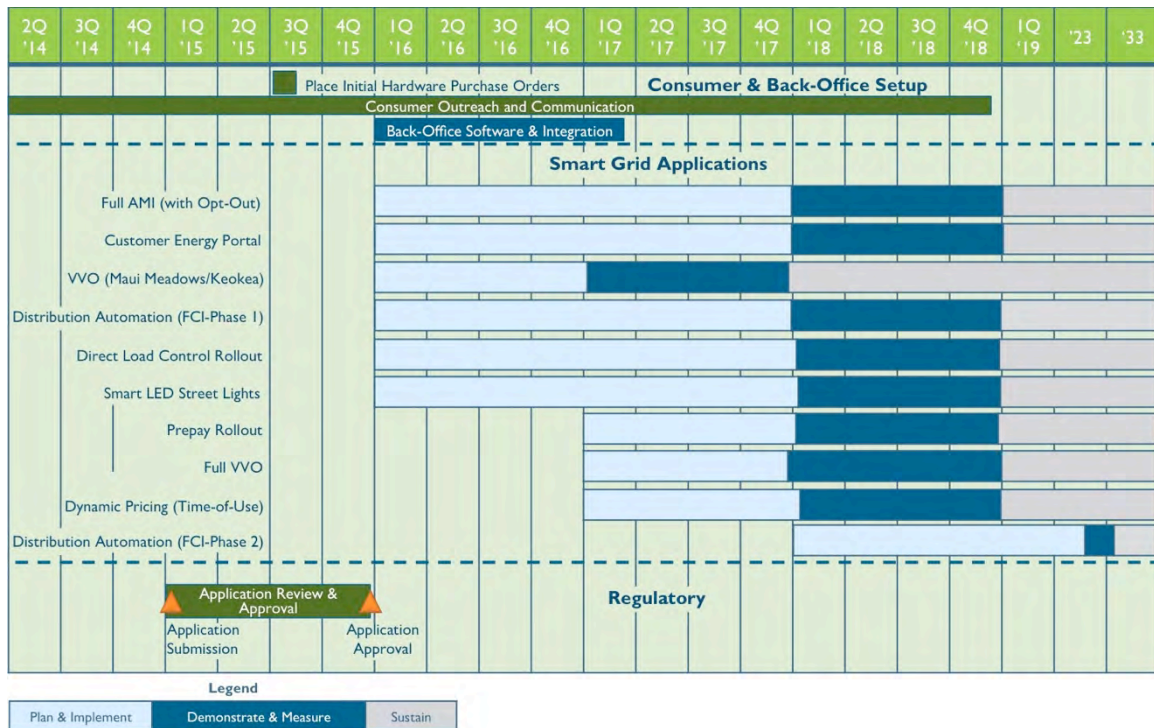 2Q 3Q 4Q 1Q 2Q 3Q 4Q 1Q 2Q 3Q 4Q 1Q 2Q 3Q 4Q 1Q 2Q 3Q 4Q 1Q '23 '33
'14 '14 '14 '15 '15 '15 '15 '16 '16 '16 '16 '17 '17 '17 '17 '18 '18 '18 '18 '19
Place Initial Hardware Purchase Orders
Consumer & Back-Office Setup
Consumer Outreach and Communication
Back-Office Software & Integration
Smart Grid Applications
Full AMI (with Opt-Out)
Customer Energy Portal
VVO (Maui Meadows/Keokea)
Distribution Automation (FCI-Phase 1)
Direct Load Control Rollout
Smart LED Street Lights
Prepay Rollout
Full VVO
Dynamic Pricing (Time-of-Use)
Distribution Automation (FCI-Phase 2)
Application Review &
Approval
Regulatory
Application
Submission
Application
Approval
Legend
Plan & Implement
Demonstrate & Measure
Sustain